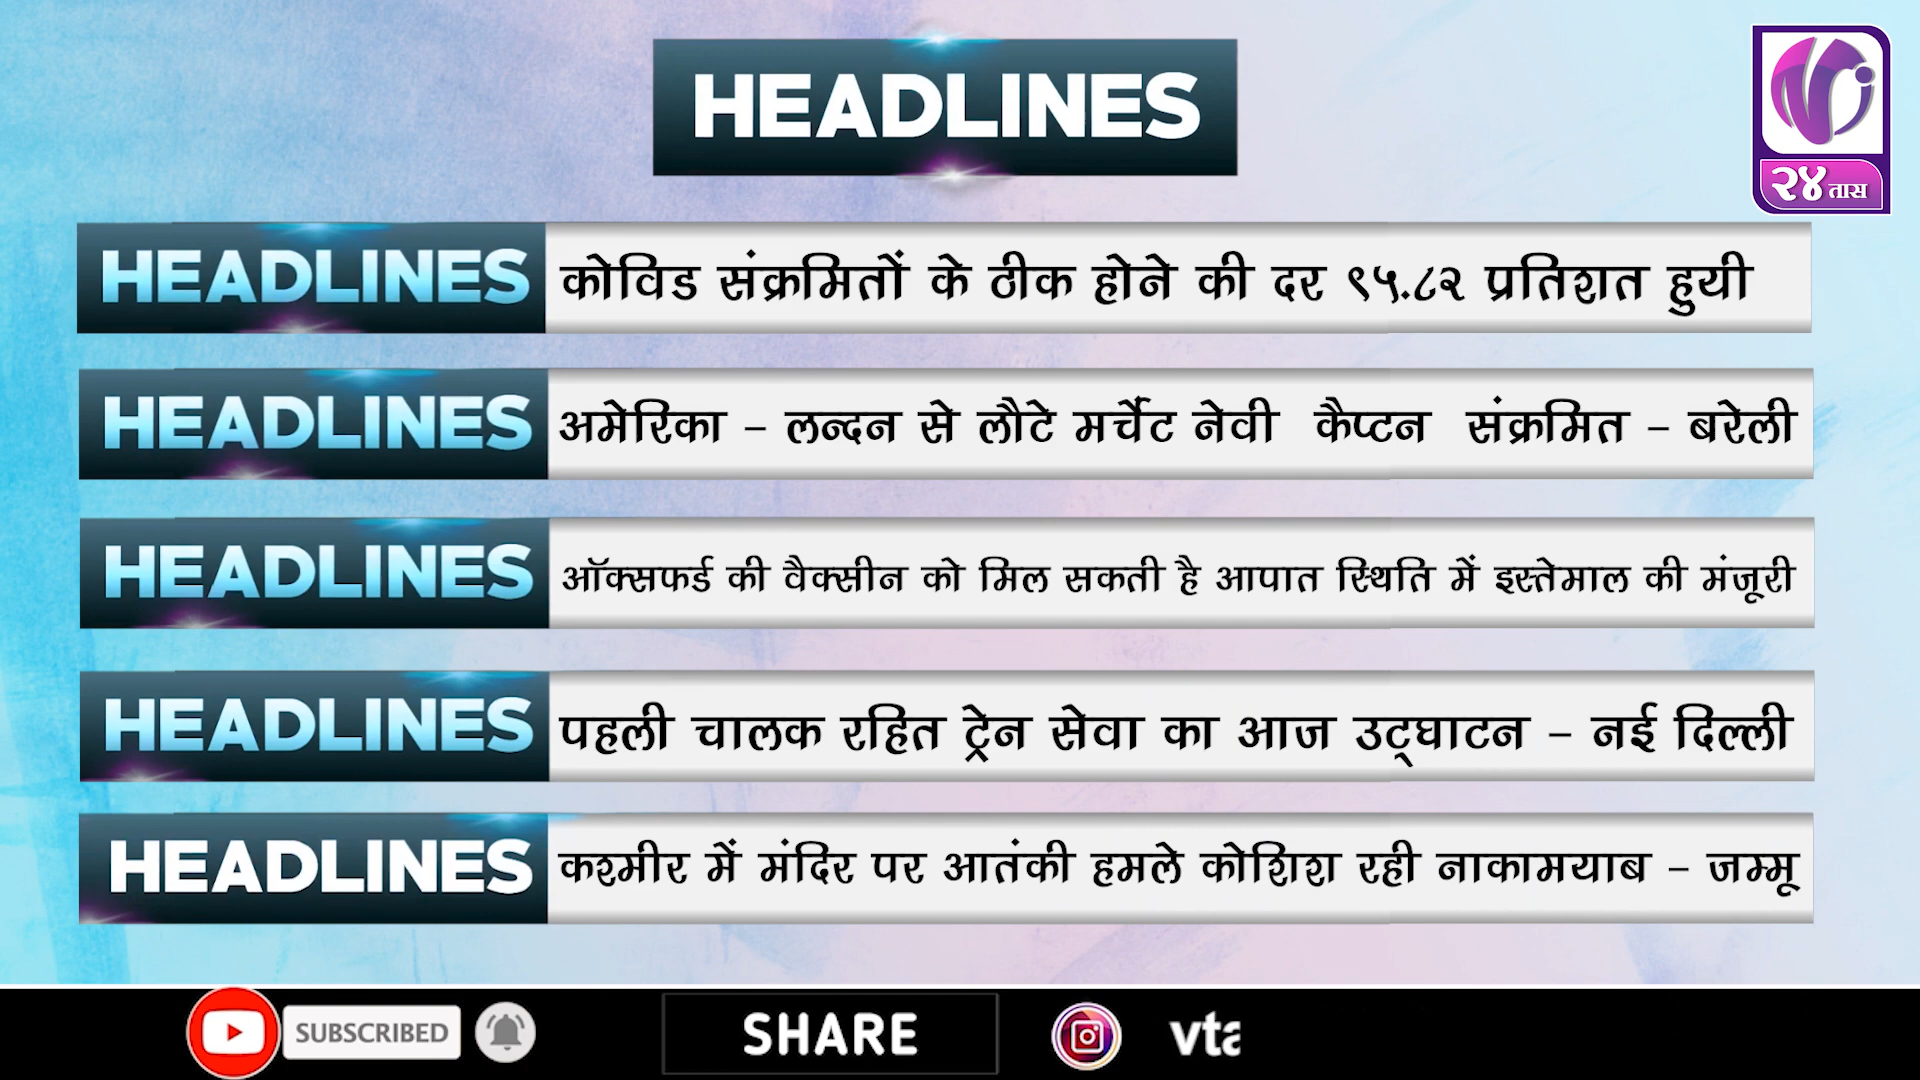 HEADLINES
२४ तास
HEADLINES कोविड संक्रमितों के ठीक होने की दर ९५.८२ प्रतिशत हुयी
HEADLINES अमेरिका - लन्दन से लौटे मर्चेंट नेवी कैप्टन संक्रमित - बरेली
HEADLINES ऑक्सफर्ड की वैक्सीन को मिल सकती है आपात स्थिति में इस्तेमाल की मंजूरी
HEADLINES पहली चालक रहित ट्रेन सेवा का आज उट्घाटन - नई दिल्ली
HEADLINES कश्मीर में मंदिर पर आतंकी हमले कोशिश रही नाकामयाब - जम्मू
SUBSCRIBED SHARE